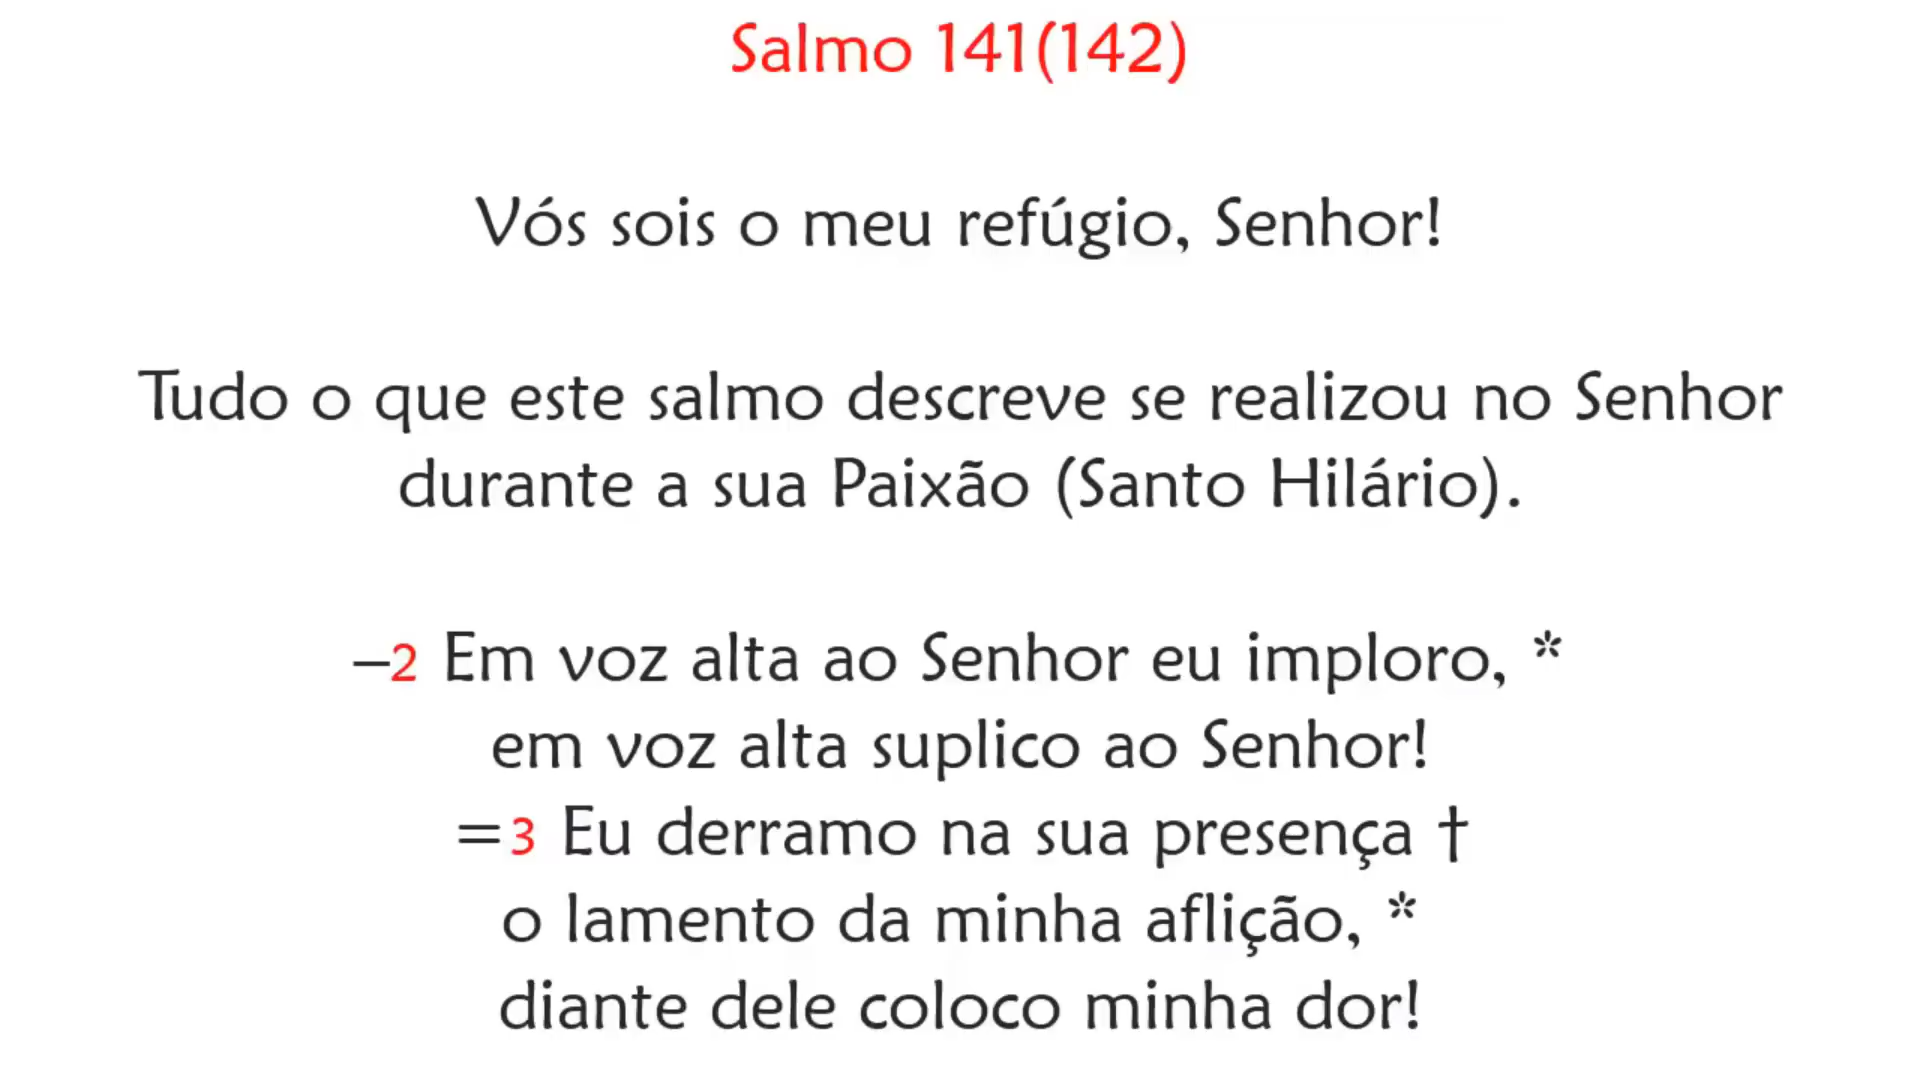 Salmo 141(142)
Vós sois o meu refúgio, Senhor!
Tudo o que este salmo descreve se realizou no Senhor
durante a sua Paixão (Santo Hilário).
–2 Em voz alta ao Senhor eu imploro, *
em voz alta suplico ao Senhor!
=3 Eu derramo na sua presença †
o lamento da minha aflição, *
diante dele coloco minha dor!